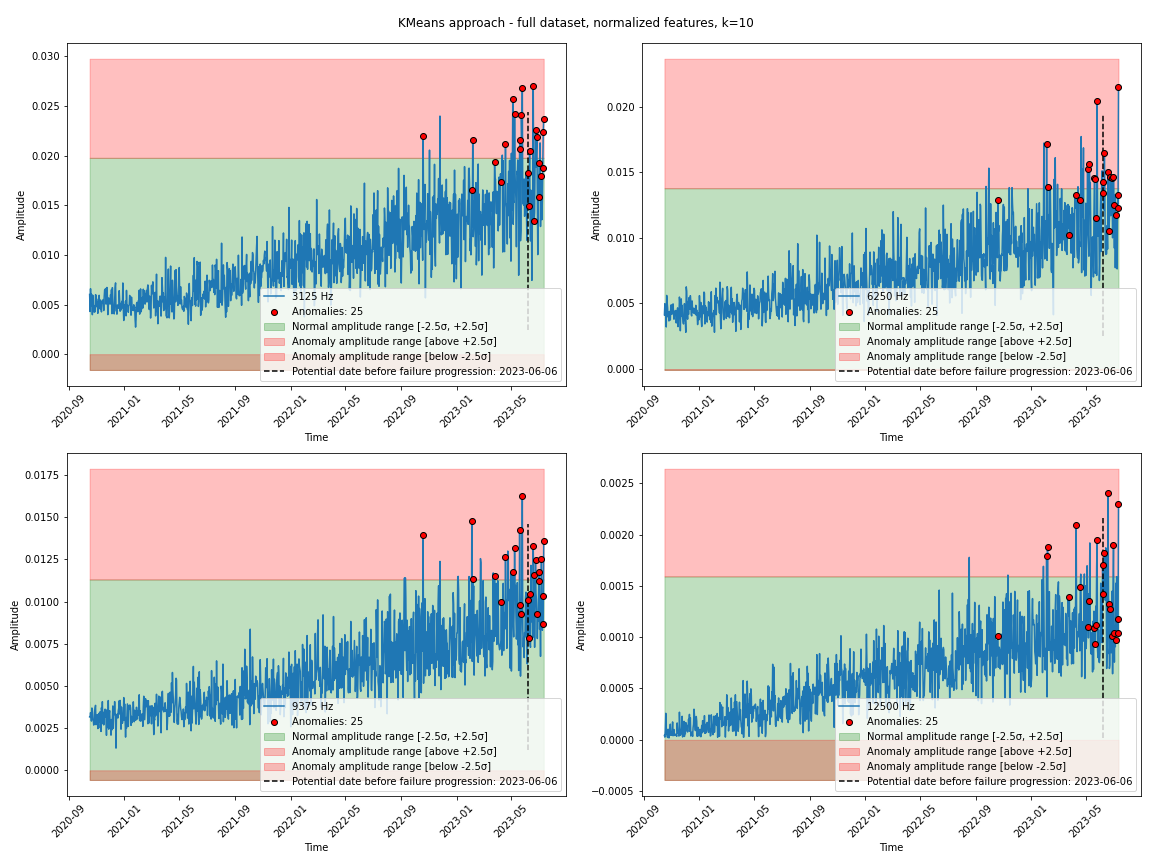 KMeans approach - full dataset, normalized features, k=10
0.030
0.025
0.020
0.015
0.010
0.005
0.000
Amplitude
3125 Hz
Anomalies: 25
Normal amplitude range [-2.5σ, +2.5σ]
Anomaly amplitude range [above +2.5σ]
Anomaly amplitude range [below -2.5σ]
Potential date before failure progression: 2023-06-06
2020-09
2021-01
2021-05
2021-09
2022-01
2022-05
2022-09
2023-01
2023-05
Time
0.020
0.015
0.010
0.005
0.000
Amplitude
6250 Hz
Anomalies: 25
Normal amplitude range [-2.5σ, +2.5σ]
Anomaly amplitude range [above +2.5σ]
Anomaly amplitude range [below -2.5σ]
Potential date before failure progression: 2023-06-06
2020-09
2021-01
2021-05
2021-09
2022-01
2022-05
2022-09
2023-01
2023-05
Time
0.0175
0.0150
0.0125
0.0100
0.0075
0.0050
0.0025
0.0000
Amplitude
9375 Hz
Anomalies: 25
Normal amplitude range [-2.5σ, +2.5σ]
Anomaly amplitude range [above +2.5σ]
Anomaly amplitude range [below -2.5σ]
Potential date before failure progression: 2023-06-06
2020-09
2021-01
2021-05
2021-09
2022-01
2022-05
2022-09
2023-01
2023-05
Time
0.0025
0.0020
0.0015
0.0010
0.0005
0.0000
−0.0005
Amplitude
12500 Hz
Anomalies: 25
Normal amplitude range [-2.5σ, +2.5σ]
Anomaly amplitude range [above +2.5σ]
Anomaly amplitude range [below -2.5σ]
Potential date before failure progression: 2023-06-06
2020-09
2021-01
2021-05
2021-09
2022-01
2022-05
2022-09
2023-01
2023-05
Time